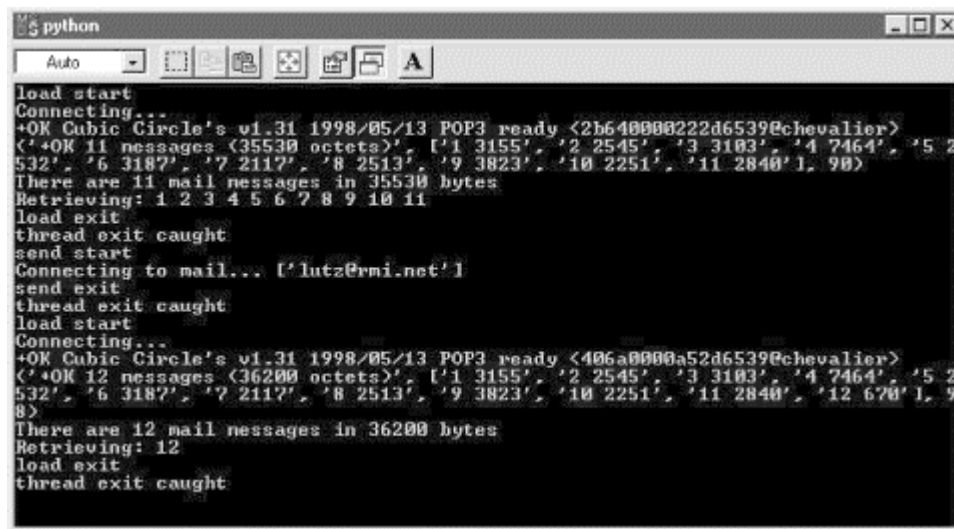 python
Auto
A
load start
Connecting...
+OK Cubic Circle's v1.31 1998/05/13 POP3 ready <2b640000222d6539@chevalier>
('+OK 11 messages (35530 octets)', ['1 3155', '2 2545', '3 3103', '4 7464', '5 2
532', '6 3187', '7 2117', '8 2513', '9 3823', '10 2251', '11 2840'], 90)
There are 11 mail messages in 35530 bytes
Retrieving: 1 2 3 4 5 6 7 8 9 10 11
load exit
thread exit caught
send start
Connecting to mail... ['lutz@rmi.net']
send exit
thread exit caught
load start
Connecting...
+OK Cubic Circle's v1.31 1998/05/13 POP3 ready <406a0000a52d6539@chevalier>
('+OK 12 messages (36200 octets)', ['1 3155', '2 2545', '3 3103', '4 7464', '5 2
532', '6 3187', '7 2117', '8 2513', '9 3823', '10 2251', '11 2840', '12 670'], 9
8)
There are 12 mail messages in 36200 bytes
Retrieving: 12
load exit
thread exit caught